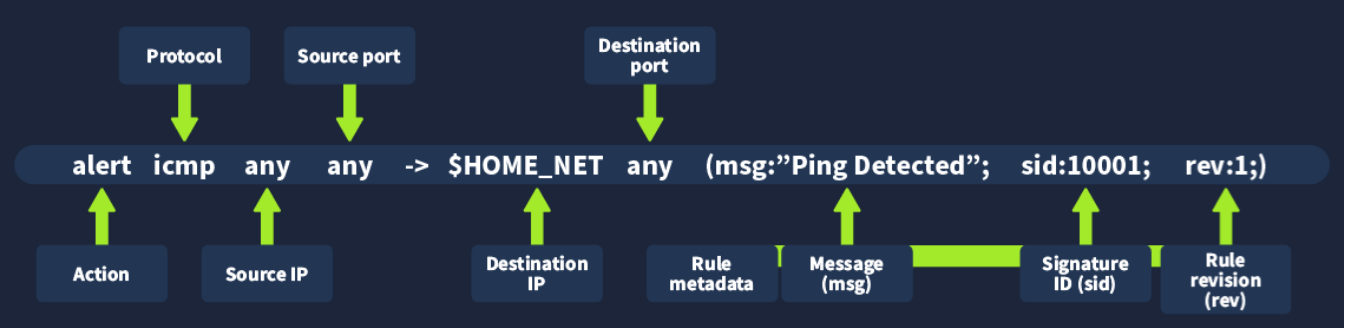 Protocol
Source port
Destination
port
alert icmp any any -> $HOME_NET any (msg:”Ping Detected”; sid:10001; rev:1;)
Action
Source IP
Destination
IP
Rule
metadata
Message
(msg)
Signature
ID (sid)
Rule
revision
(rev)